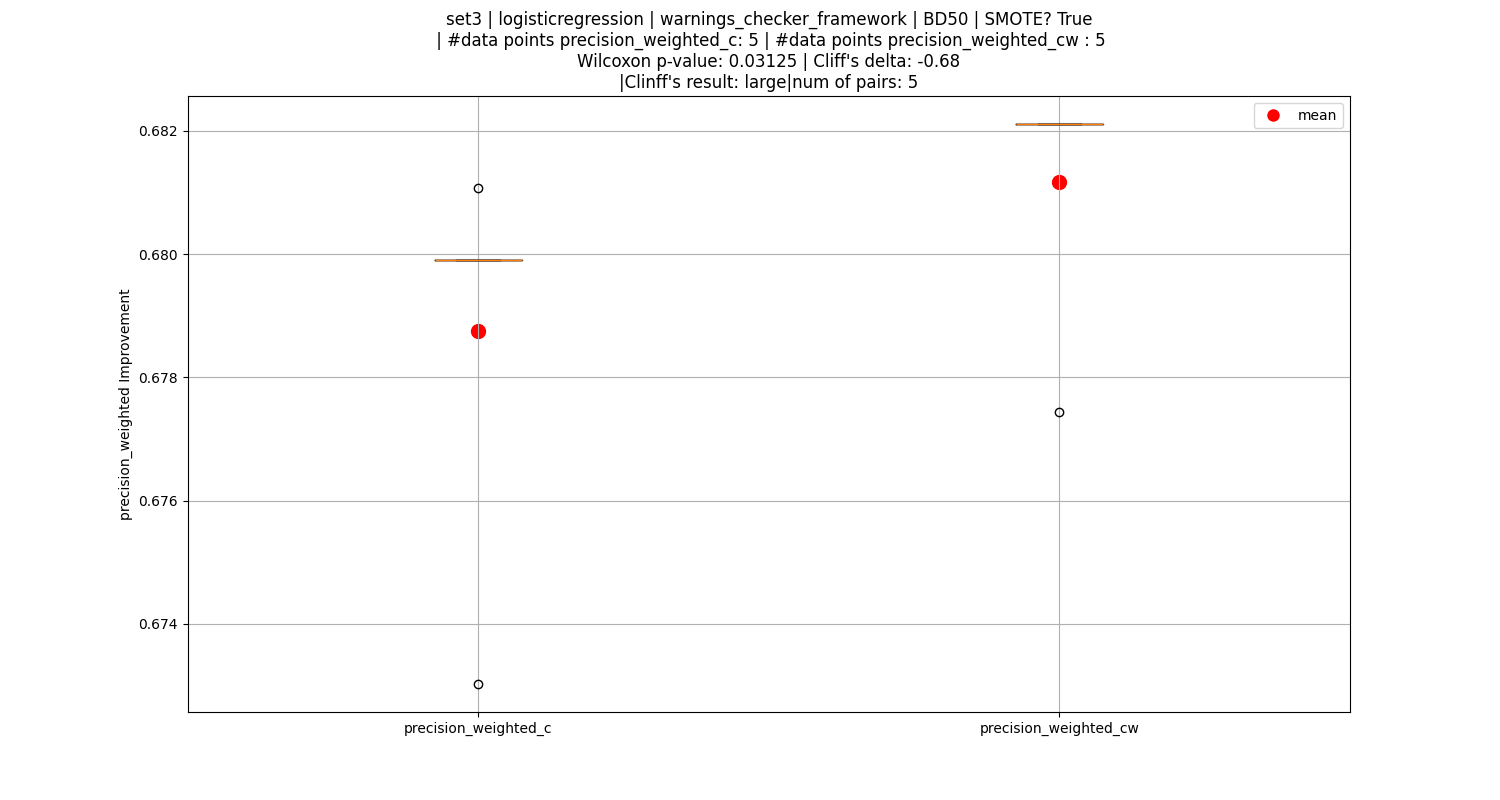 set3 | logisticregression | warnings_checker_framework | BD50 | SMOTE? True
| #data points precision_weighted_c: 5 | #data points precision_weighted_cw : 5
Wilcoxon p-value: 0.03125 | Cliff's delta: -0.68
|Clinff's result: large|num of pairs: 5
mean
0.682
0.680
0.678
0.676
0.674
precision_weighted Improvement
precision_weighted_c
precision_weighted_cw